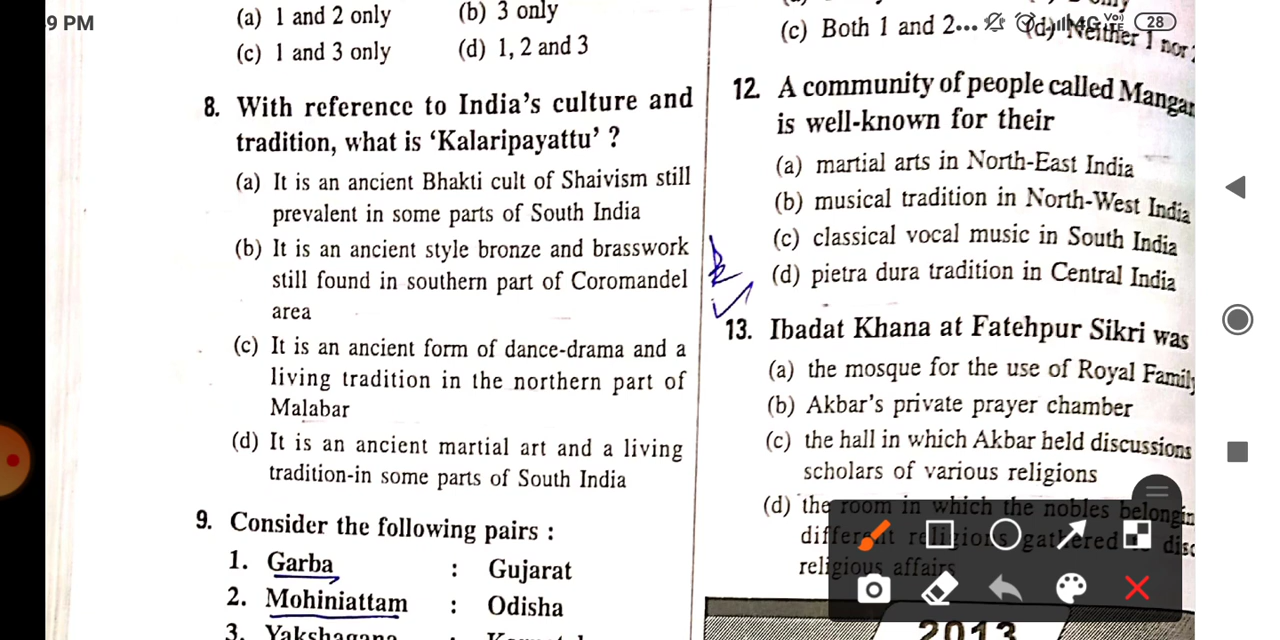 9 PM
28
(a) 1 and 2 only (b) 3 only
(c) 1 and 3 only (d) 1, 2 and 3
8. With reference to India's culture and
tradition, what is ‘Kalaripayattu’ ?
(a) It is an ancient Bhakti cult of Shaivism still
prevalent in some parts of South India
(b) It is an ancient style bronze and brasswork
still found in southern part of Coromandel
area
(c) It is an ancient form of dance-drama and a
living tradition in the northern part of
Malabar
(d) It is an ancient martial art and a living
tradition-in some parts of South India
9. Consider the following pairs :
1. Garba : Gujarat
2. Mohiniattam : Odisha
3. Yakshagana :
(c) Both 1 and 2... (d) Neither 1 nor
4G
12. A community of people called Mangan
is well-known for their
(a) martial arts in North-East India
(b) musical tradition in North-West India
(c) classical vocal music in South India
(d) pietra dura tradition in Central India
13. Ibadat Khana at Fatehpur Sikri was
(a) the mosque for the use of Royal Family
(b) Akbar's private prayer chamber
(c) the hall in which Akbar held discussions
scholars of various religions
(d) the room in which the nobles belongin
different religions gathered to disc
religious affairs
2013